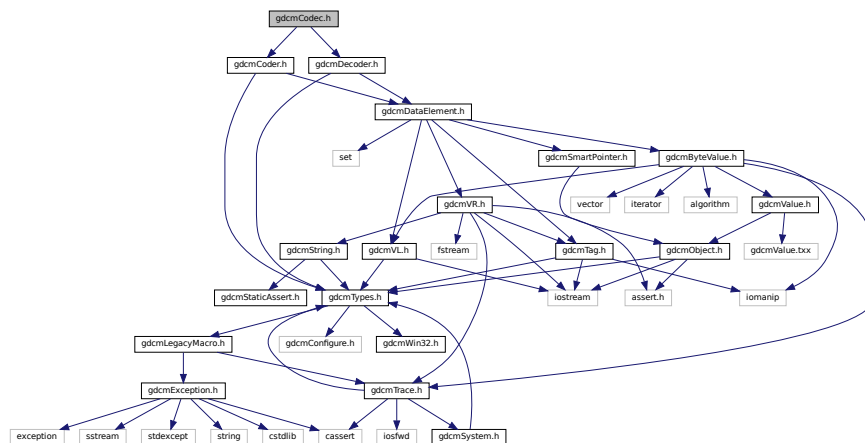 gdcmCodec.h
gdcmCoder.h
gdcmDecoder.h
gdcmDataElement.h
set
gdcmSmartPointer.h
gdcmByteValue.h
vector
iterator
algorithm
gdcmValue.h
gdcmVR.h
gdcmString.h
gdcmVL.h
fstream
gdcmTag.h
gdcmObject.h
gdcmValue.txx
gdcmStaticAssert.h
gdcmTypes.h
iostream
assert.h
iomanip
gdcmLegacyMacro.h
gdcmConfigure.h
gdcmWin32.h
gdcmException.h
gdcmTrace.h
exception
sstream
stdexcept
string
cstdlib
cassert
iosfwd
gdcmSystem.h